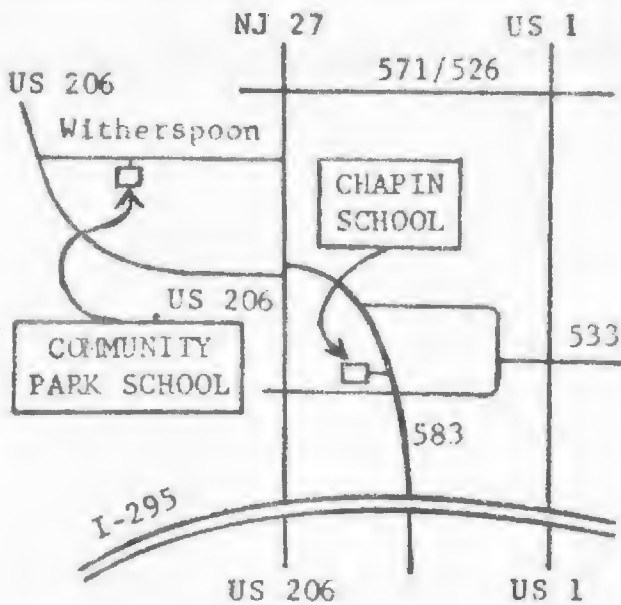 NJ 27
US 1
US 206
571/526
Witherspoon
CHAPIN
SCHOOL
US 206
533
COMMUNITY
PARK SCHOOL
583
I-295
US 206
US 1